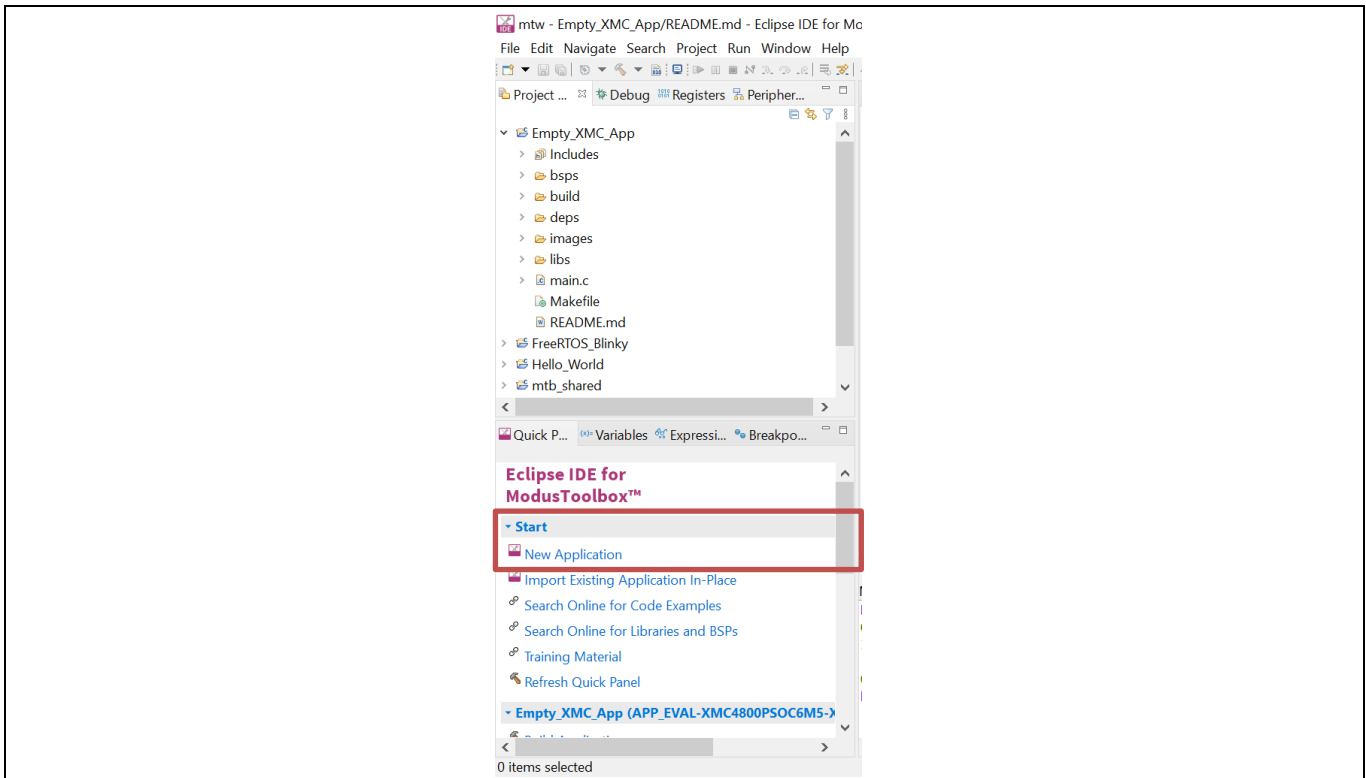 mtw - Empty_XMC_App/README.md - Eclipse IDE for Mo
File Edit Navigate Search Project Run Window Help
Project ... Debug Registers Peripher...
Empty_XMC_App
Includes
bsps
build
deps
images
libs
main.c
Makefile
README.md
FreeRTOS_Blinky
Hello_World
mtb_shared
Quick P... Variables Expressi... Breakpo...
Eclipse IDE for
ModusToolbox™
Start
New Application
Import Existing Application In-Place
Search Online for Code Examples
Search Online for Libraries and BSPs
Training Material
Refresh Quick Panel
Empty_XMC_App (APP_EVAL-XMC4800PSOC6M5-X
0 items selected